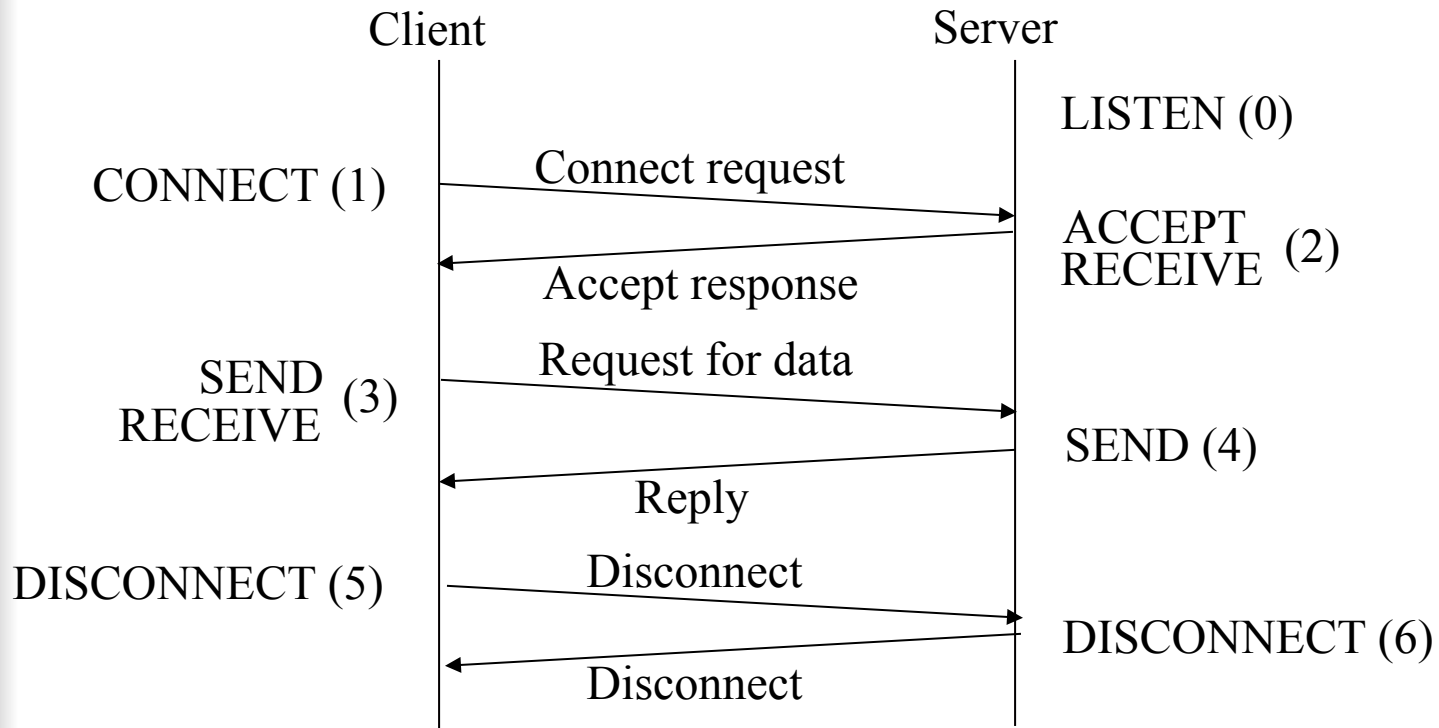 Client
Server
LISTEN (0)
CONNECT (1)
Connect request
ACCEPT
RECEIVE (2)
Accept response
SEND
RECEIVE (3)
Request for data
SEND (4)
Reply
DISCONNECT (5)
Disconnect
DISCONNECT (6)
Disconnect